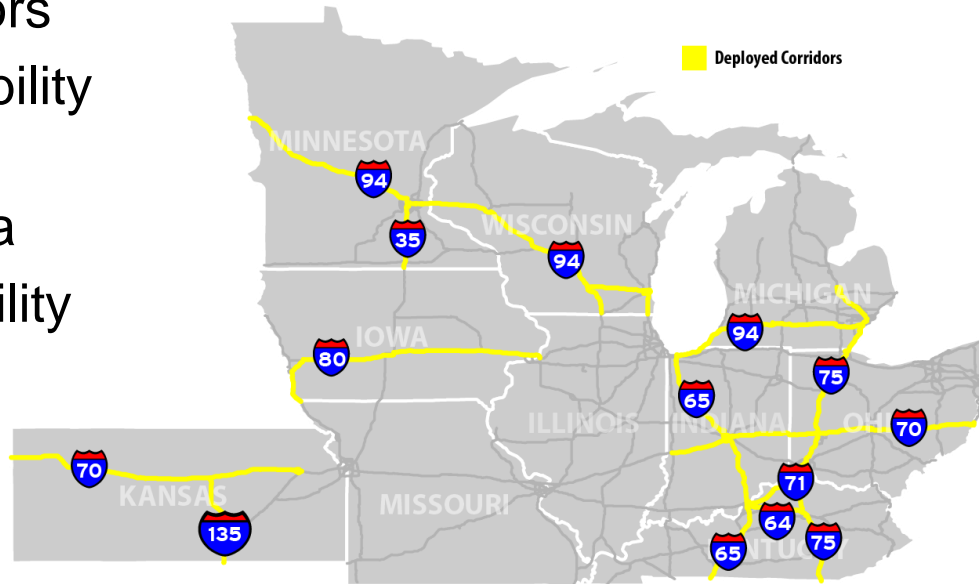 ors
bility
a
ility
Deployed Corridors
MINNESOTA
94
35
WISCONSIN
94
MICHIGAN
94
75
IOWA
80
65
ILLINOIS
INDIANA
OHIO
70
70
KANSAS
135
MISSOURI
71
64
65
75